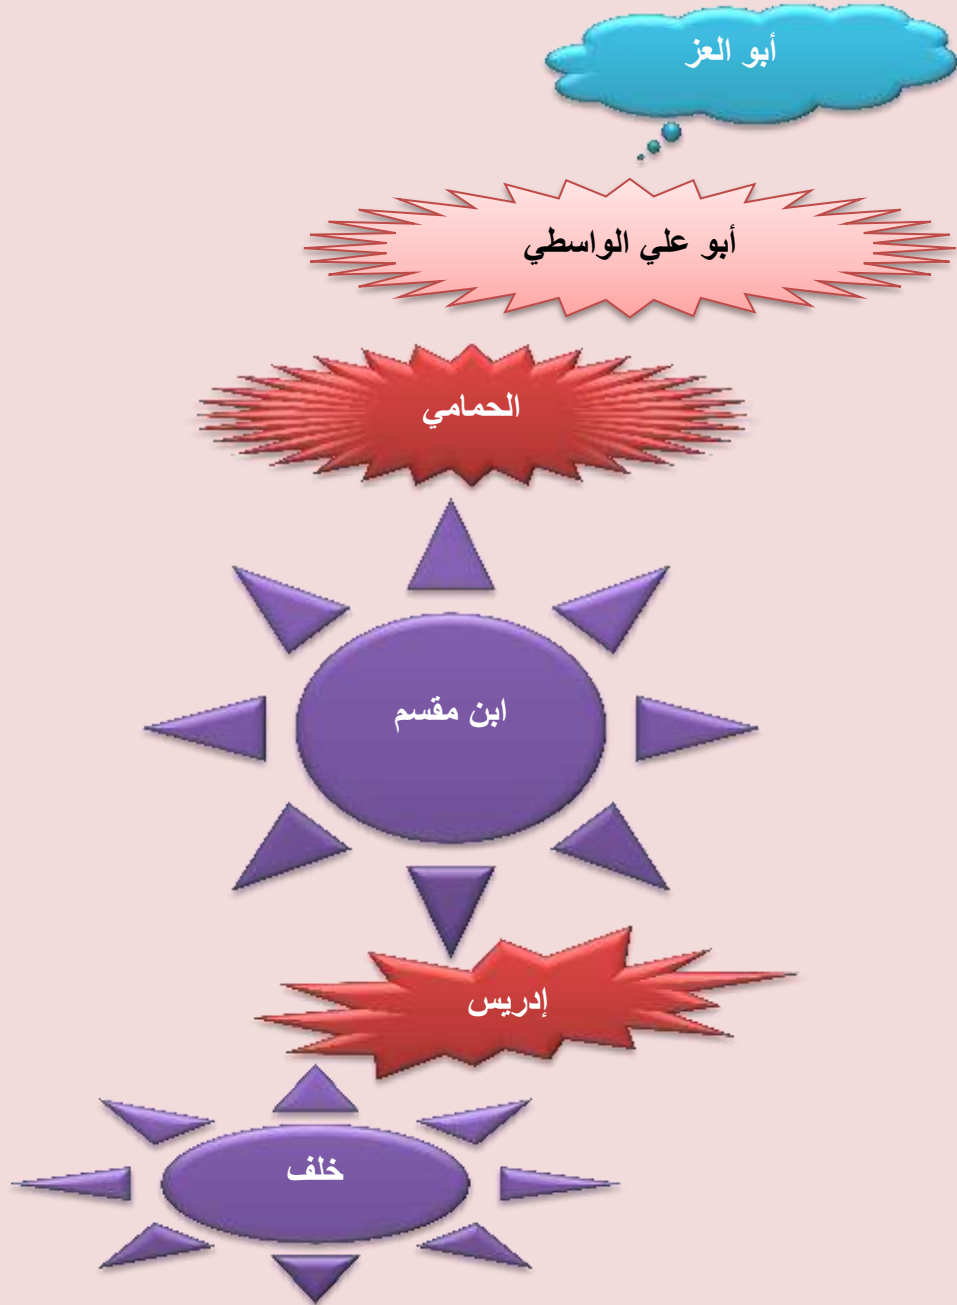 أبو العز
أبو علي الواسطي
الحمامي
ابن مقسم
إدريس
خلف